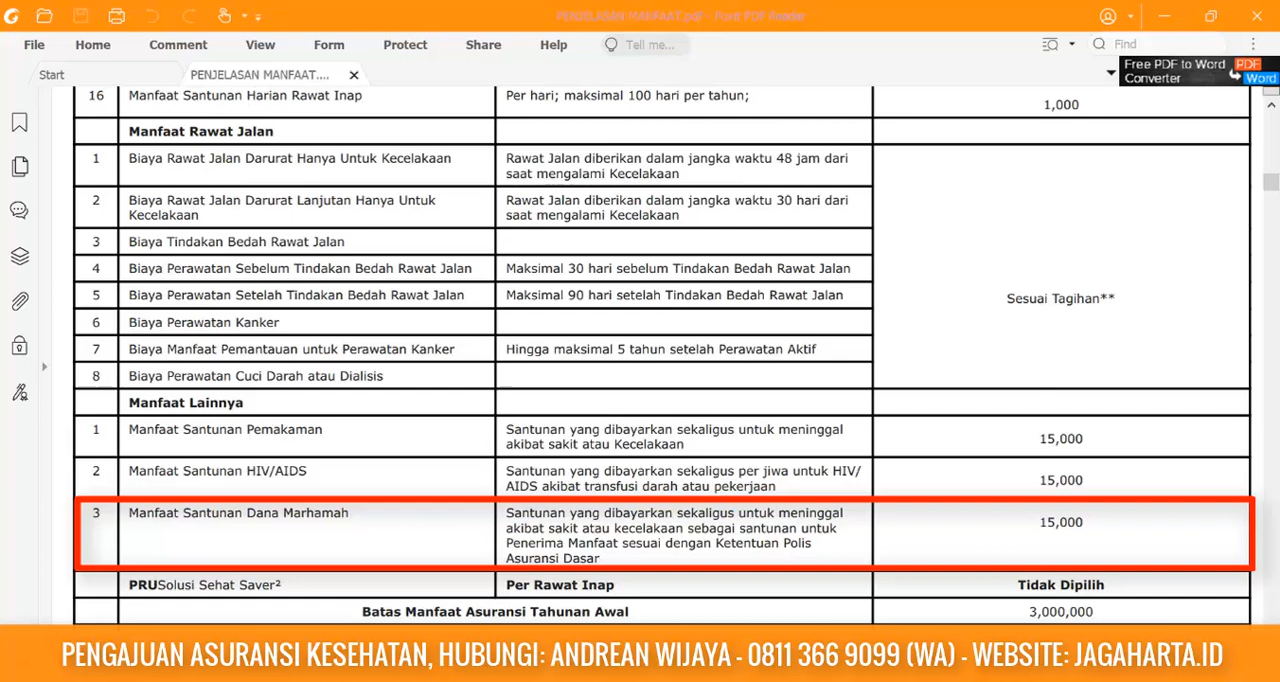 PENJELASAN MANFAAT.pdf - Foxit PDF Reader
File Home Comment View Form Protect Share Help Tell me... Find
Start PENJELASAN MANFAAT....
Free PDF to Word PDF
Converter Word
16 Manfaat Santunan Harian Rawat Inap Per hari; maksimal 100 hari per tahun; 1,000
Manfaat Rawat Jalan
1 Biaya Rawat Jalan Darurat Hanya Untuk Kecelakaan Rawat Jalan diberikan dalam jangka waktu 48 jam dari
saat mengalami Kecelakaan
2 Biaya Rawat Jalan Darurat Lanjutan Hanya Untuk Rawat Jalan diberikan dalam jangka waktu 30 hari dari
Kecelakaan saat mengalami Kecelakaan
3 Biaya Tindakan Bedah Rawat Jalan
4 Biaya Perawatan Sebelum Tindakan Bedah Rawat Jalan Maksimal 30 hari sebelum Tindakan Bedah Rawat Jalan
5 Biaya Perawatan Setelah Tindakan Bedah Rawat Jalan Maksimal 90 hari setelah Tindakan Bedah Rawat Jalan
Sesuai Tagihan**
6 Biaya Perawatan Kanker
7 Biaya Manfaat Pemantauan untuk Perawatan Kanker Hingga maksimal 5 tahun setelah Perawatan Aktif
8 Biaya Perawatan Cuci Darah atau Dialisis
Manfaat Lainnya
1 Manfaat Santunan Pemakaman Santunan yang dibayarkan sekaligus untuk meninggal
akibat sakit atau Kecelakaan 15,000
2 Manfaat Santunan HIV/AIDS Santunan yang dibayarkan sekaligus per jiwa untuk HIV/
AIDS akibat transfusi darah atau pekerjaan 15,000
3 Manfaat Santunan Dana Marhamah Santunan yang dibayarkan sekaligus untuk meninggal
akibat sakit atau kecelakaan sebagai santunan untuk 15,000
Penerima Manfaat sesuai dengan Ketentuan Polis
Asuransi Dasar
PRUSolusi Sehat Saver² Per Rawat Inap Tidak Dipilih
Batas Manfaat Asuransi Tahunan Awal 3,000,000
PENGAJUAN ASURANSI KESEHATAN, HUBUNGI: ANDREAN WIJAYA - 0811 366 9099 (WA) - WEBSITE: JAGAHARTA.ID